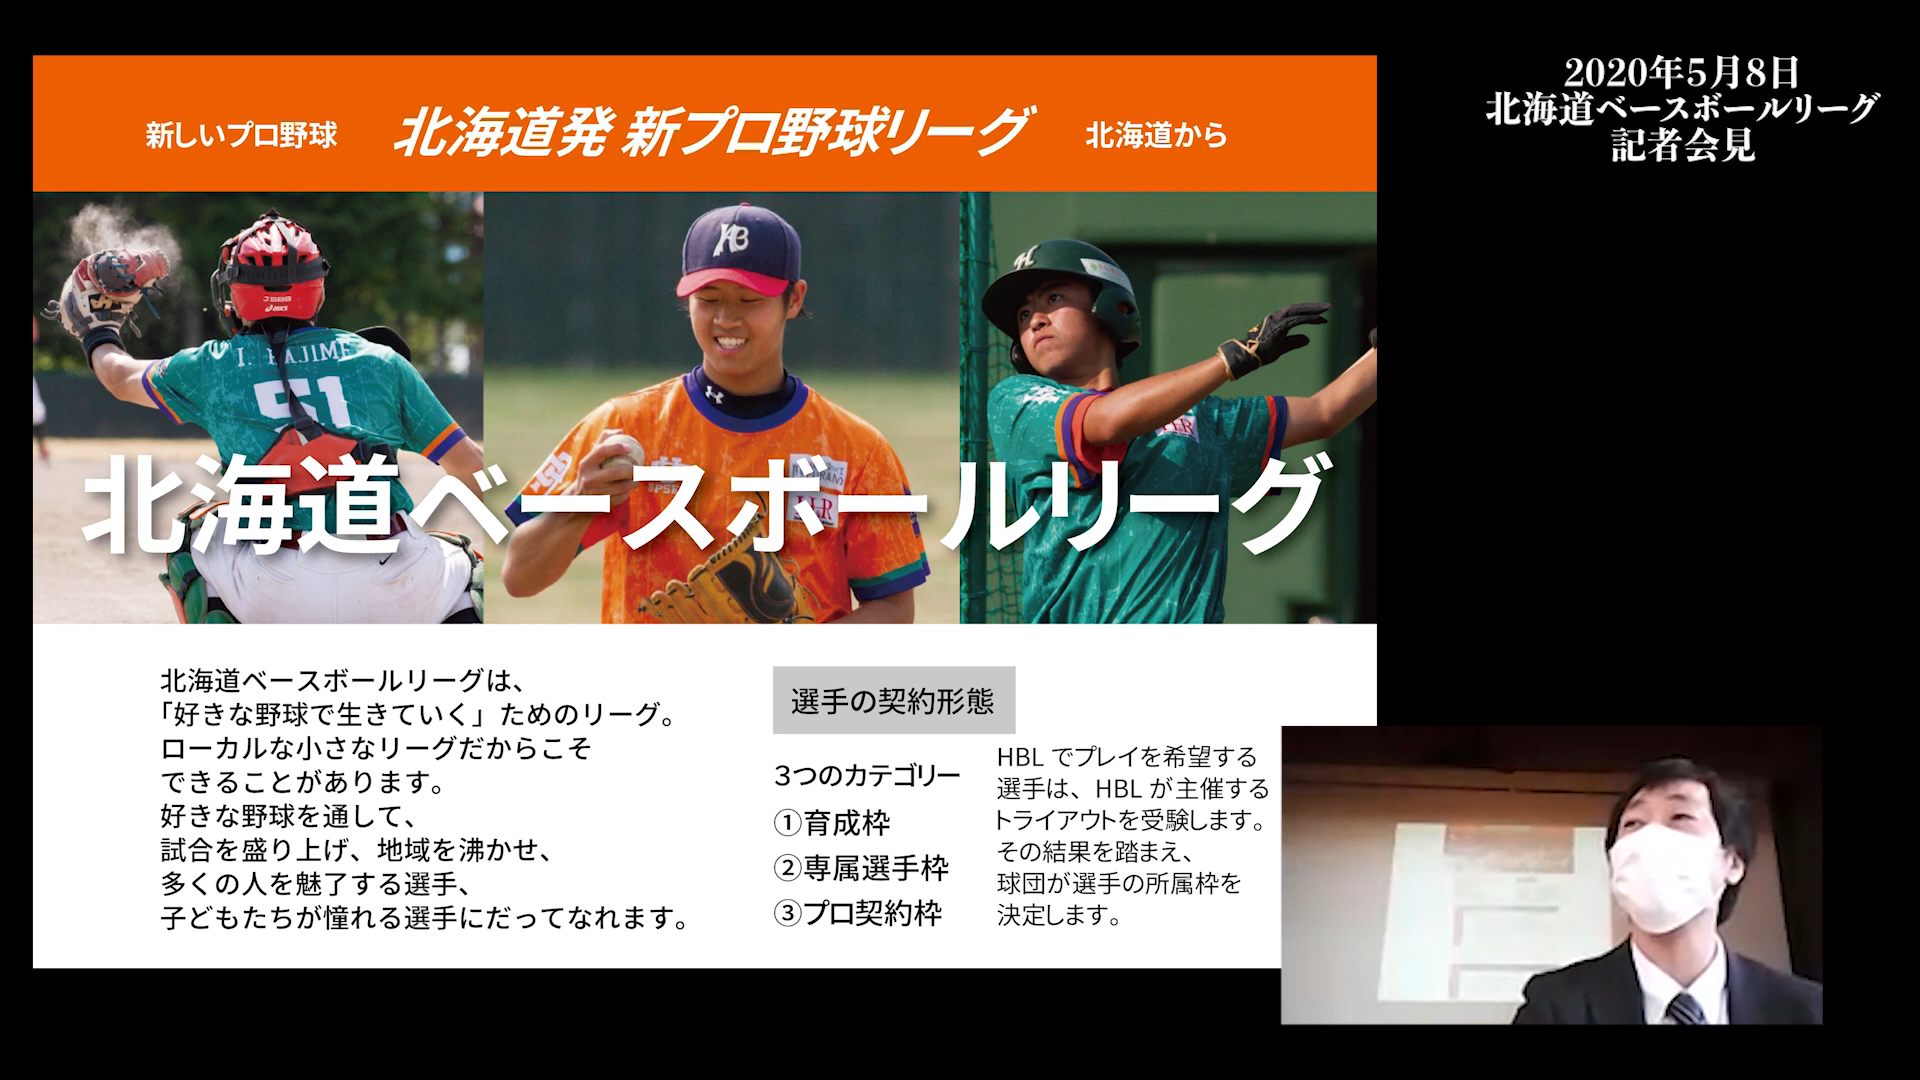 2020年5月8日
北海道ベースボールリーグ
記者会見
新しいプロ野球
北海道発 新プロ野球リーグ
北海道から
JSBB
asics
I. HAJIME
51
HB
H
北海道ベースボールリーグ
北海道ベースボールリーグは、
「好きな野球で生きていく」ためのリーグ。
ローカルな小さなリーグだからこそ
できることがあります。
好きな野球を通して、
試合を盛り上げ、地域を沸かせ、
多くの人を魅了する選手、
子どもたちが憧れる選手にだってなれます。
選手の契約形態
3つのカテゴリー
①育成枠
②専属選手枠
③プロ契約枠
HBL でプレイを希望する
選手は、HBL が主催する
トライアウトを受験します。
その結果を踏まえ、
球団が選手の所属枠を
決定します。